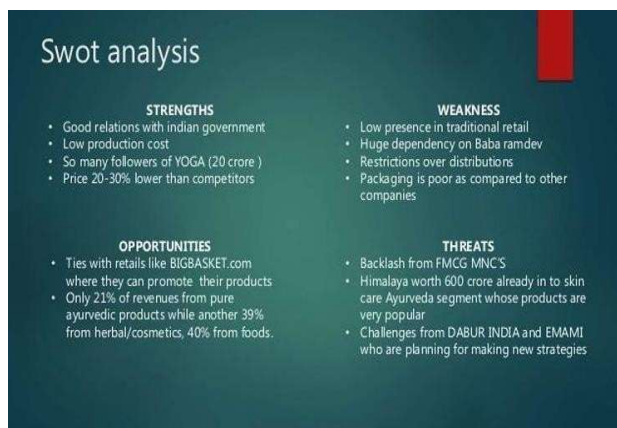 Swot analysis
STRENGTHS
• Good relations with indian government
• Low production cost
• So many followers of YOGA (20 crore )
• Price 20-30% lower than competitors
WEAKNESS
• Low presence in traditional retail
• Huge dependency on Baba ramdev
• Restrictions over distributions
• Packaging is poor as compared to other
companies
OPPORTUNITIES
• Ties with retails like BIGBASKET.com
where they can promote their products
• Only 21% of revenues from pure
ayurvedic products while another 39%
from herbal/cosmetics, 40% from foods.
THREATS
• Backlash from FMCG MNC'S
• Himalaya worth 600 crore already in to skin
care Ayurveda segment whose products are
very popular
• Challenges from DABUR INDIA and EMAMI
who are planning for making new strategies